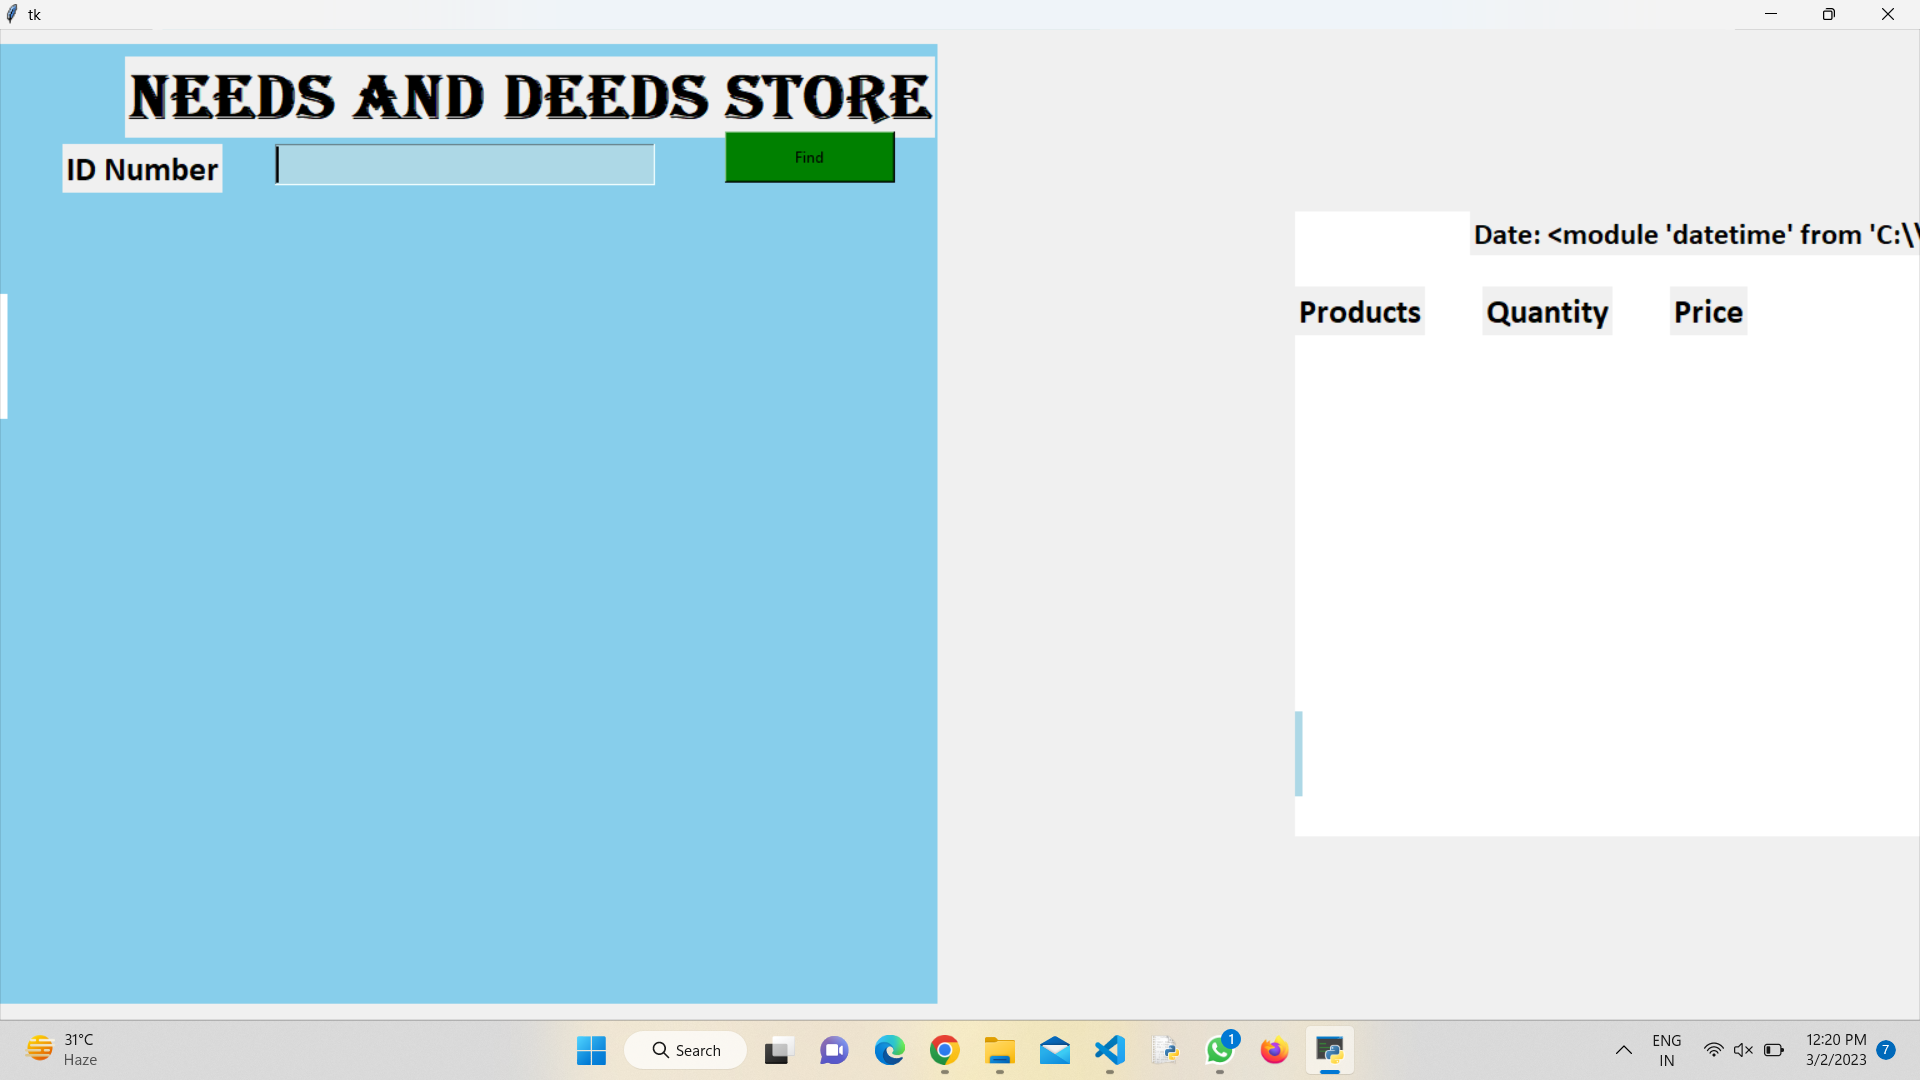 tk
NEEDS AND DEEDS STORE
ID Number
Find
Date: <module 'datetime' from 'C:\\
Products Quantity Price
31°C
Haze
Search
1
ENG
IN
12:20 PM
3/2/2023
7